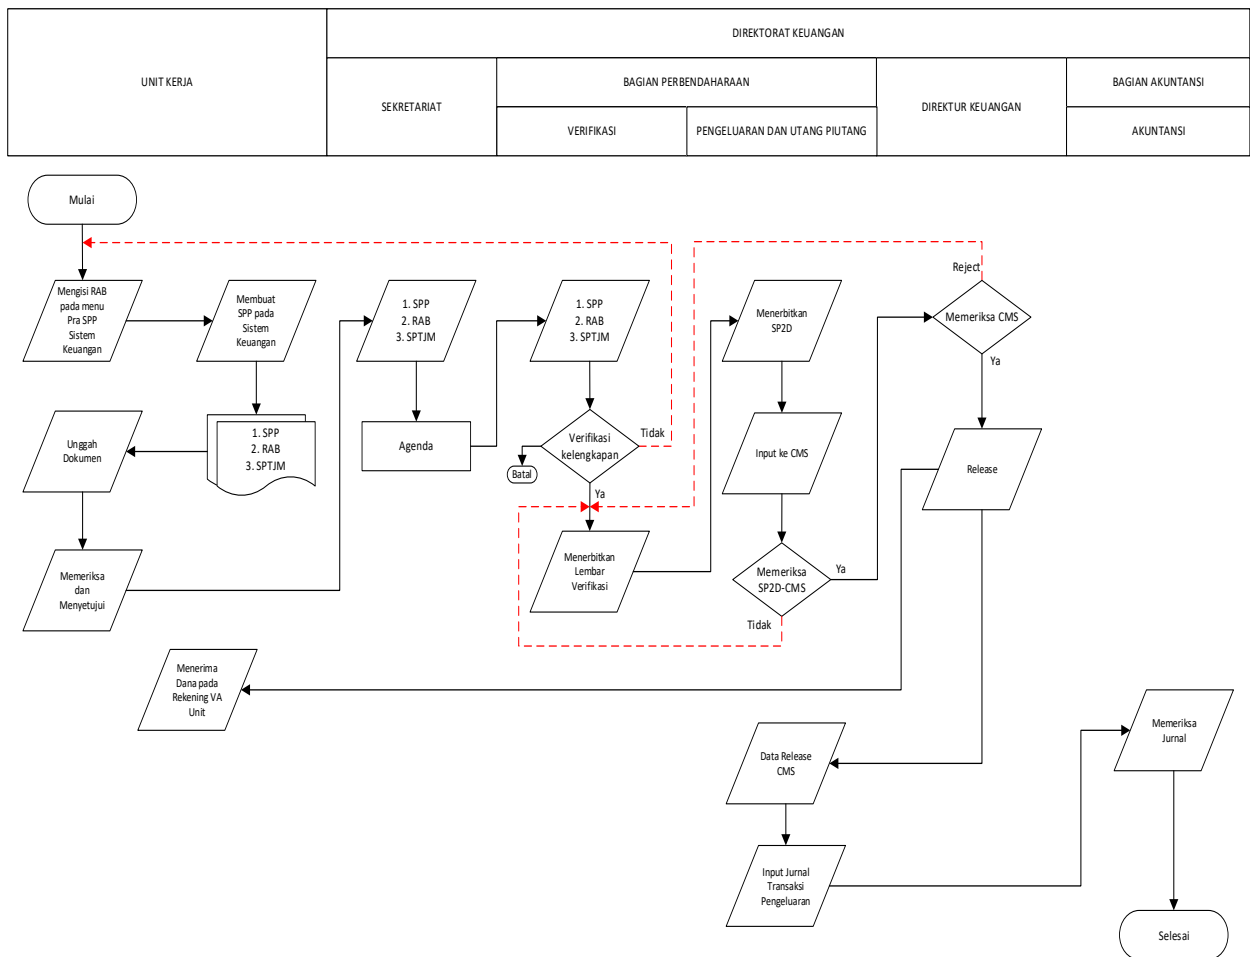 DIREKTORAT KEUANGAN
UNIT KERJA
SEKRETARIAT
BAGIAN PERBENDAHARAAN
DIREKTUR KEUANGAN
BAGIAN AKUNTANSI
VERIFIKASI
PENGELUARAN DAN UTANG PIUTANG
AKUNTANSI
Mulai
Mengisi RAB
pada menu
Pra SPP
Sistem
Keuangan
Membuat
SPP pada
Sistem
Keuangan
1. SPP
2. RAB
3. SPTJM
Unggah
Dokumen
Memeriksa
dan
Menyetujui
1. SPP
2. RAB
3. SPTJM
Agenda
1. SPP
2. RAB
3. SPTJM
Verifikasi
kelengkapan
Tidak
Batal
Ya
Menerbitkan
Lembar
Verifikasi
Menerbitkan
SP2D
Input ke CMS
Memeriksa
SP2D-CMS
Ya
Tidak
Reject
Memeriksa CMS
Ya
Release
Menerima
Dana pada
Rekening VA
Unit
Data Release
CMS
Input Jurnal
Transaksi
Pengeluaran
Memeriksa
Jurnal
Selesai